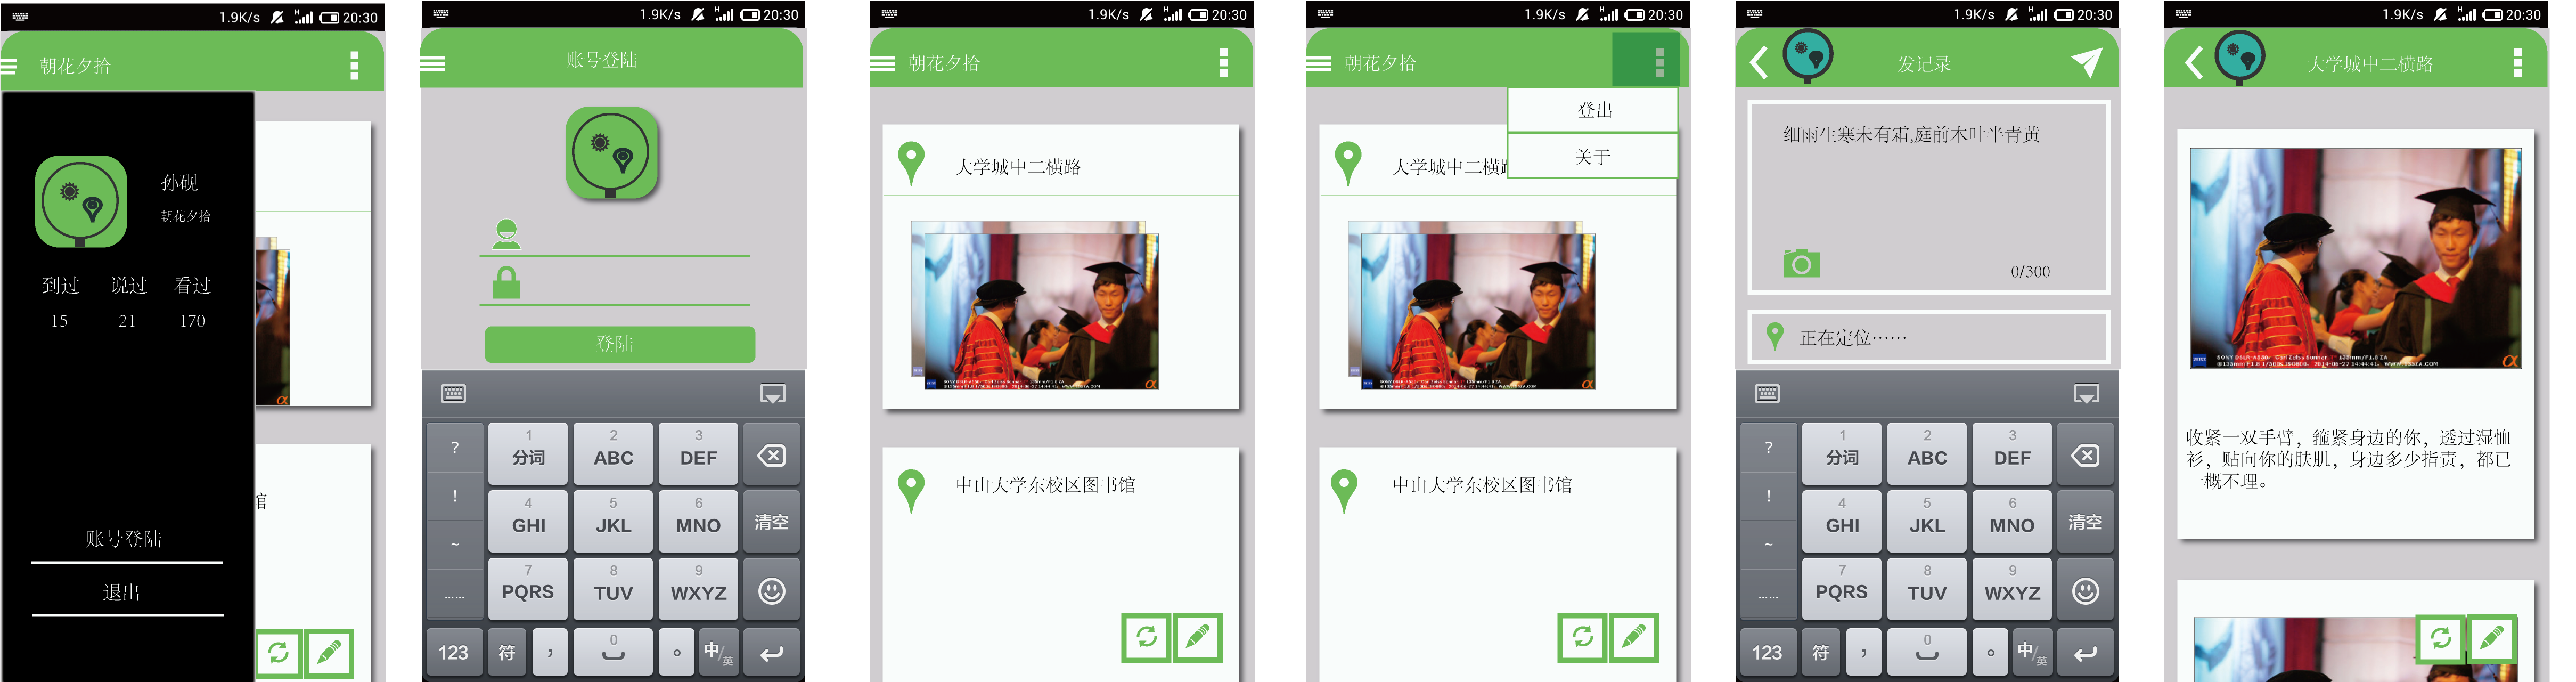 1.9K/s H 20:30
朝花夕拾
孙砚
朝花夕拾
到过 说过 看过
15 21 170
馆
账号登陆
退出
1.9K/s H 20:30
账号登陆
登陆
? 1 分词 2 ABC 3 DEF
! 4 GHI 5 JKL 6 MNO 清空
~ 7 PQRS 8 TUV 9 WXYZ
......
123 符 , 0 。 中/英
1.9K/s H 20:30
朝花夕拾
大学城中二横路
中山大学东校区图书馆
1.9K/s H 20:30
朝花夕拾
登出
关于
大学城中二横路
中山大学东校区图书馆
1.9K/s H 20:30
发记录
细雨生寒未有霜,庭前木叶半青黄
0/300
正在定位……
? 1 分词 2 ABC 3 DEF
! 4 GHI 5 JKL 6 MNO 清空
~ 7 PQRS 8 TUV 9 WXYZ
......
123 符 , 0 。 中/英
1.9K/s H 20:30
大学城中二横路
收紧一双手臂，箍紧身边的你，透过湿恤
衫，贴向你的肤肌，身边多少指责，都已
一概不理。